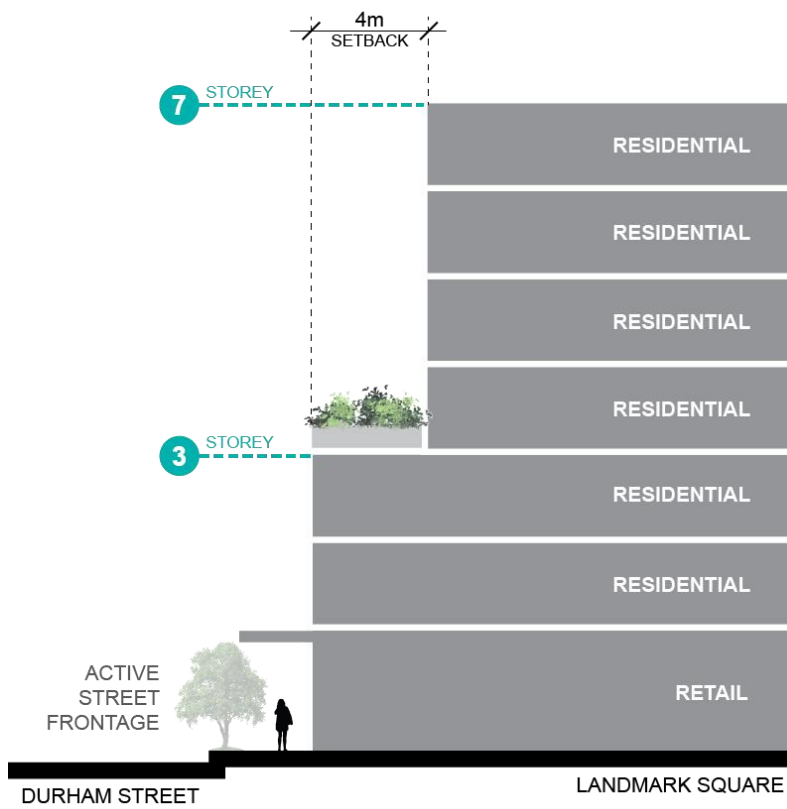 4m
SETBACK
7 STOREY
RESIDENTIAL
RESIDENTIAL
RESIDENTIAL
RESIDENTIAL
3 STOREY
RESIDENTIAL
RESIDENTIAL
ACTIVE
STREET
FRONTAGE
RETAIL
DURHAM STREET
LANDMARK SQUARE